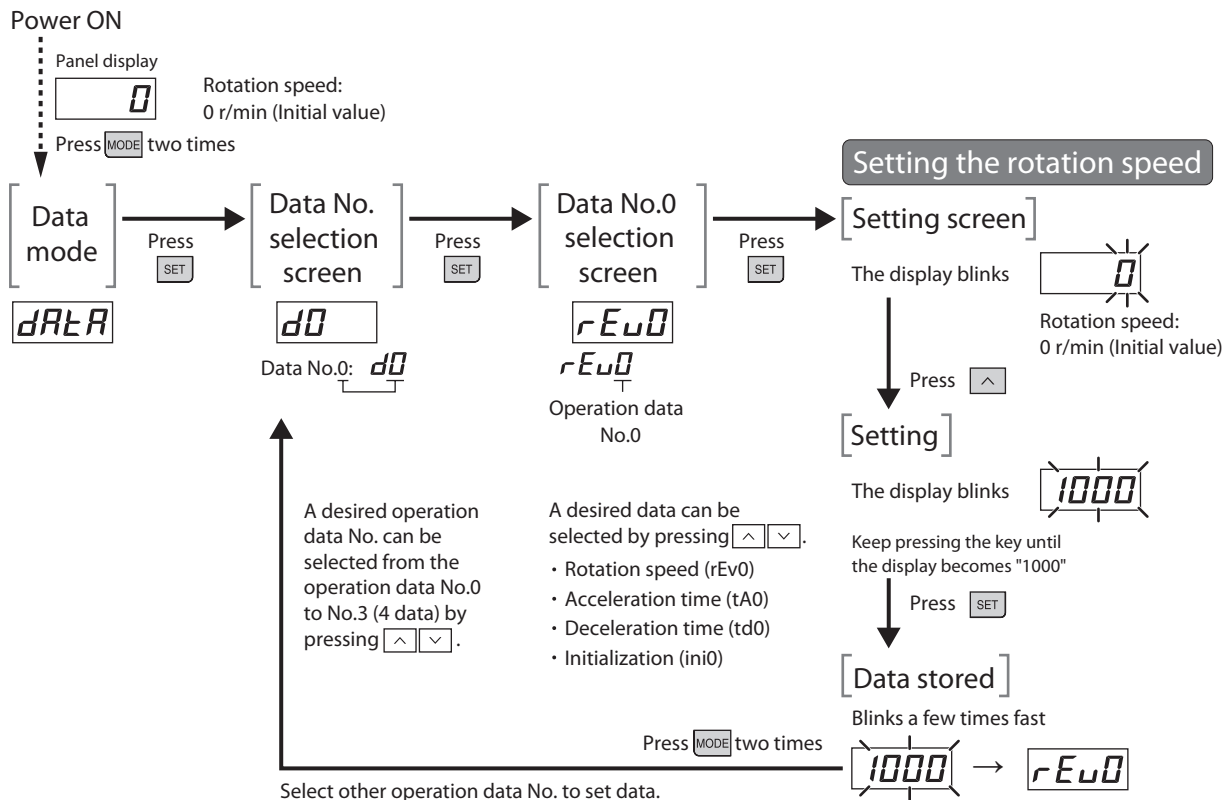 Power ON
Panel display
0
Rotation speed:
0 r/min (Initial value)
Press MODE two times
Data
mode
dAtA
Press
SET
Data No.
selection
screen
d0
Data No.0: d0
Press
SET
Data No.0
selection
screen
rEv0
rEv0
Operation data
No.0
Press
SET
Setting the rotation speed
Setting screen
The display blinks
0
Rotation speed:
0 r/min (Initial value)
Press ^
Setting
The display blinks
1000
Keep pressing the key until
the display becomes "1000"
Press SET
Data stored
Blinks a few times fast
1000 → rEv0
A desired operation
data No. can be
selected from the
operation data No.0
to No.3 (4 data) by
pressing ^ v .
A desired data can be
selected by pressing ^ v .
・Rotation speed (rEv0)
・Acceleration time (tA0)
・Deceleration time (td0)
・Initialization (ini0)
Press MODE two times
Select other operation data No. to set data.